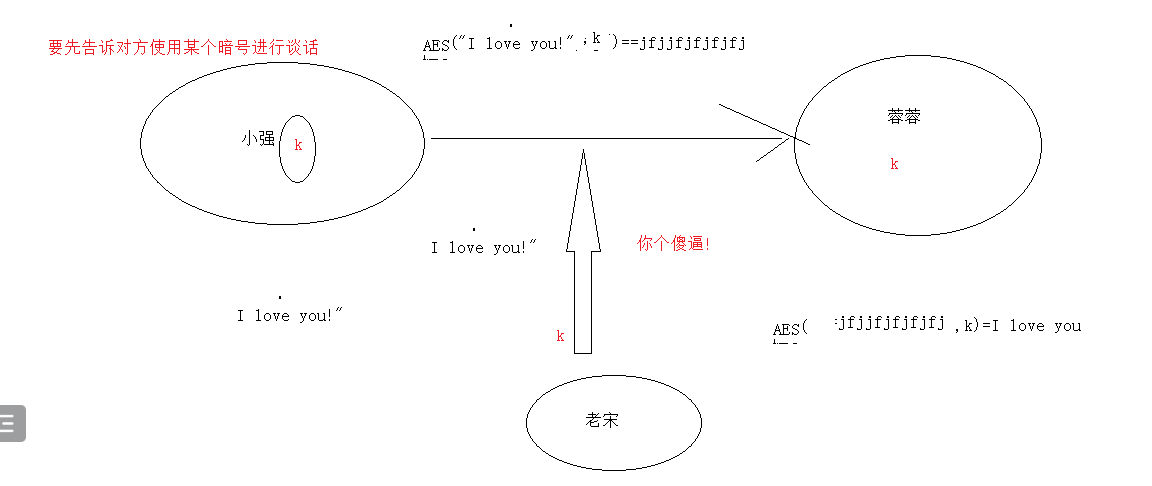 要先告诉对方使用某个暗号进行谈话
AES("I love you!",k)==jfjjfjfjfjfj
小强
k
蓉蓉
k
I love you!"
你个傻逼!
I love you!"
k
AES(=jfjjfjfjfjfj,k)=I love you
老宋